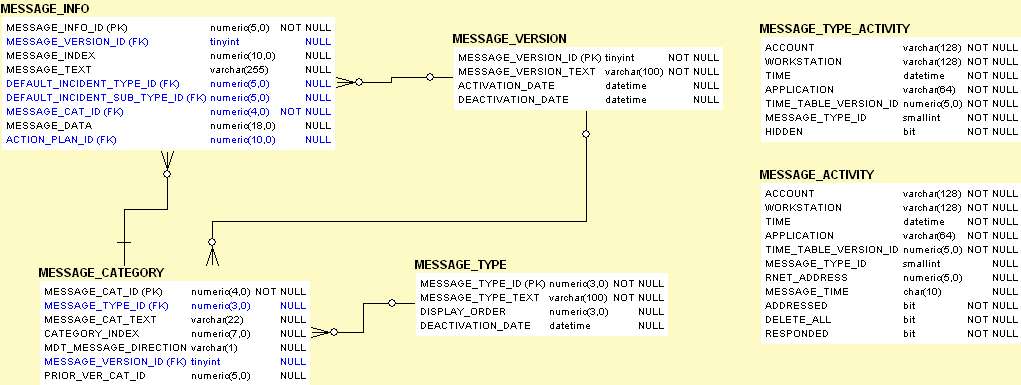 MESSAGE_INFO
MESSAGE_INFO_ID (PK) numeric(5,0) NOT NULL
MESSAGE_VERSION_ID (FK) tinyint NULL
MESSAGE_INDEX numeric(10,0) NULL
MESSAGE_TEXT varchar(255) NULL
DEFAULT_INCIDENT_TYPE_ID (FK) numeric(5,0) NULL
DEFAULT_INCIDENT_SUB_TYPE_ID (FK) numeric(5,0) NULL
MESSAGE_CAT_ID (FK) numeric(4,0) NOT NULL
MESSAGE_DATA numeric(18,0) NULL
ACTION_PLAN_ID (FK) numeric(10,0) NULL
MESSAGE_VERSION
MESSAGE_VERSION_ID (PK) tinyint NOT NULL
MESSAGE_VERSION_TEXT varchar(100) NOT NULL
ACTIVATION_DATE datetime NULL
DEACTIVATION_DATE datetime NULL
MESSAGE_TYPE_ACTIVITY
ACCOUNT varchar(128) NOT NULL
WORKSTATION varchar(128) NOT NULL
TIME datetime NOT NULL
APPLICATION varchar(64) NOT NULL
TIME_TABLE_VERSION_ID numeric(5,0) NOT NULL
MESSAGE_TYPE_ID smallint NOT NULL
HIDDEN bit NOT NULL
MESSAGE_ACTIVITY
ACCOUNT varchar(128) NOT NULL
WORKSTATION varchar(128) NOT NULL
TIME datetime NOT NULL
APPLICATION varchar(64) NOT NULL
TIME_TABLE_VERSION_ID numeric(5,0) NOT NULL
MESSAGE_TYPE_ID smallint NULL
RNET_ADDRESS numeric(5,0) NULL
MESSAGE_TIME char(10) NULL
ADDRESSED bit NOT NULL
DELETE_ALL bit NOT NULL
RESPONDED bit NOT NULL
MESSAGE_CATEGORY
MESSAGE_CAT_ID (PK) numeric(4,0) NOT NULL
MESSAGE_TYPE_ID (FK) numeric(3,0) NULL
MESSAGE_CAT_TEXT varchar(22) NULL
CATEGORY_INDEX numeric(7,0) NULL
MDT_MESSAGE_DIRECTION varchar(1) NULL
MESSAGE_VERSION_ID (FK) tinyint NULL
PRIOR_VER_CAT_ID numeric(5,0) NULL
MESSAGE_TYPE
MESSAGE_TYPE_ID (PK) numeric(3,0) NOT NULL
MESSAGE_TYPE_TEXT varchar(100) NOT NULL
DISPLAY_ORDER numeric(3,0) NULL
DEACTIVATION_DATE datetime NULL